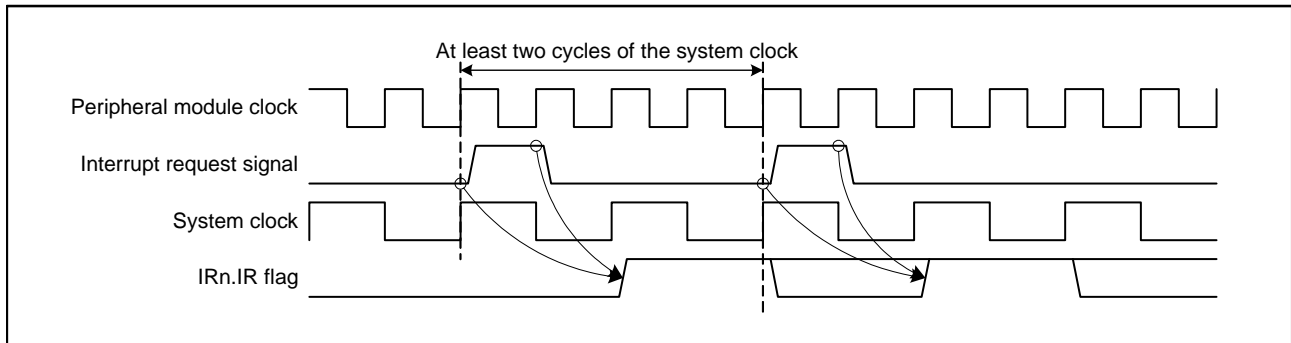 At least two cycles of the system clock
Peripheral module clock
Interrupt request signal
System clock
IRn.IR flag